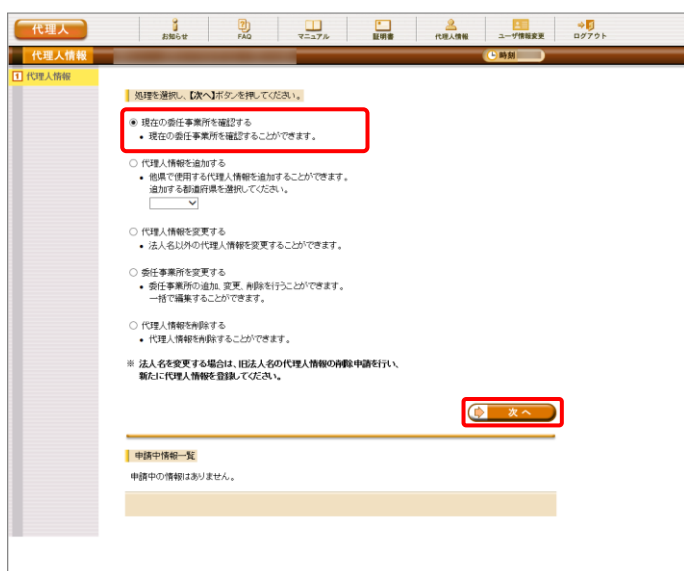 代理人
お知らせ
FAQ
マニュアル
証明書
代理人情報
ユーザ情報変更
ログアウト
代理人情報
時刻
1 代理人情報
処理を選択し、【次へ】ボタンを押してください。
現在の委任事業所を確認する
• 現在の委任事業所を確認することができます。
代理人情報を追加する
• 他県で使用する代理人情報を追加することができます。
追加する都道府県を選択してください。
代理人情報を変更する
• 法人名以外の代理人情報を変更することができます。
委任事業所を変更する
• 委任事業所の追加、変更、削除を行うことができます。
一括で編集することができます。
代理人情報を削除する
• 代理人情報を削除することができます。
※ 法人名を変更する場合は、旧法人名の代理人情報の削除申請を行い、
新たに代理人情報を登録してください。
次へ
申請中情報一覧
申請中の情報はありません。